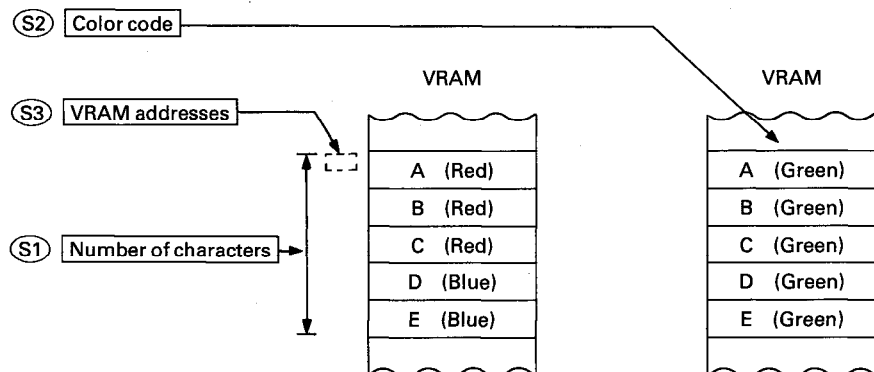 S2 Color code
VRAM VRAM
S3 VRAM addresses
A (Red) A (Green)
B (Red) B (Green)
S1 Number of characters C (Red) C (Green)
D (Blue) D (Green)
E (Blue) E (Green)